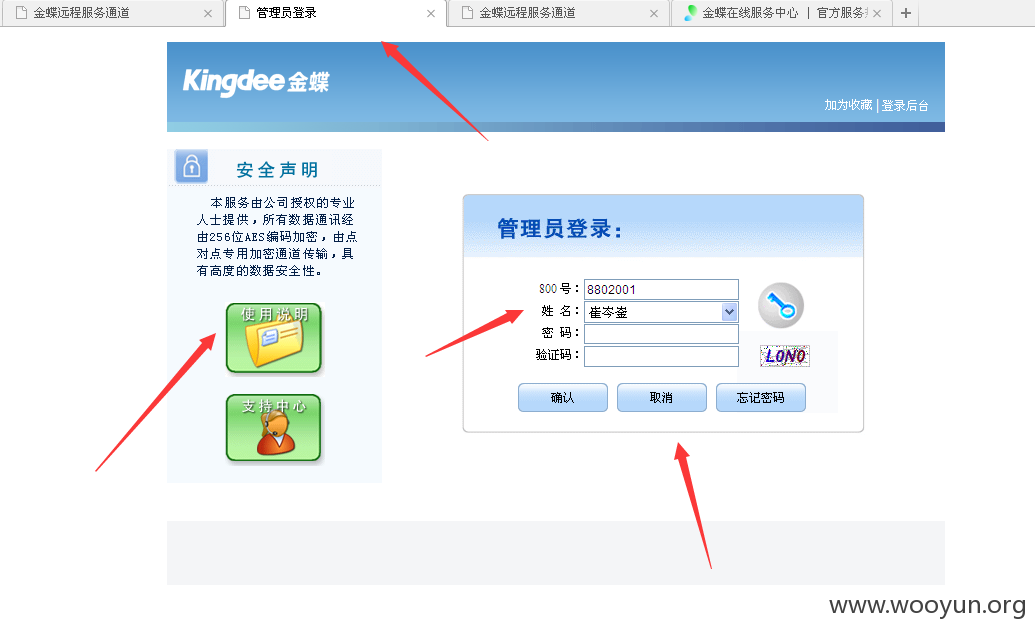 金蝶远程服务通道
管理员登录
金蝶远程服务通道
金蝶在线服务中心 | 官方服务
Kingdee金蝶
加为收藏 | 登录后台
安全声明
本服务由公司授权的专业
人士提供，所有数据通讯经
由256位AES编码加密，由点
对点专用加密通道传输，具
有高度的数据安全性。
使用说明
支持中心
管理员登录：
800号： 8802001
姓 名： 崔岑崟
密 码：
验证码：
LONO
确认 取消 忘记密码
www.wooyun.org